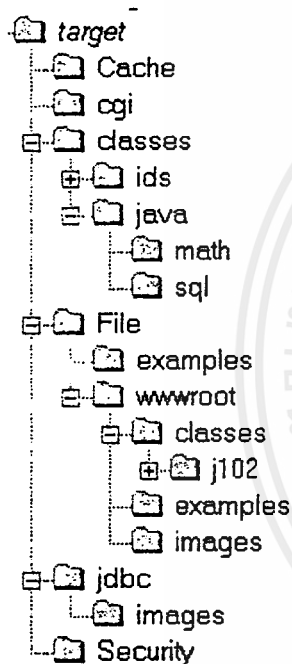 target
Cache
cgi
classes
ids
java
math
sql
File
examples
wwwroot
classes
j102
examples
images
jdbc
images
Security